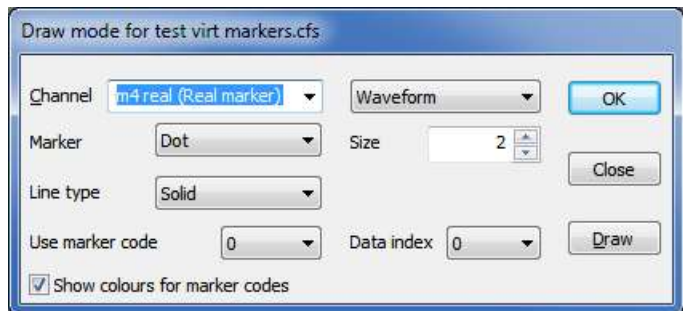 Draw mode for test virt markers.cfs
Channel m4 real (Real marker) Waveform OK
Marker Dot Size 2
Close
Line type Solid
Use marker code 0 Data index 0 Draw
Show colours for marker codes